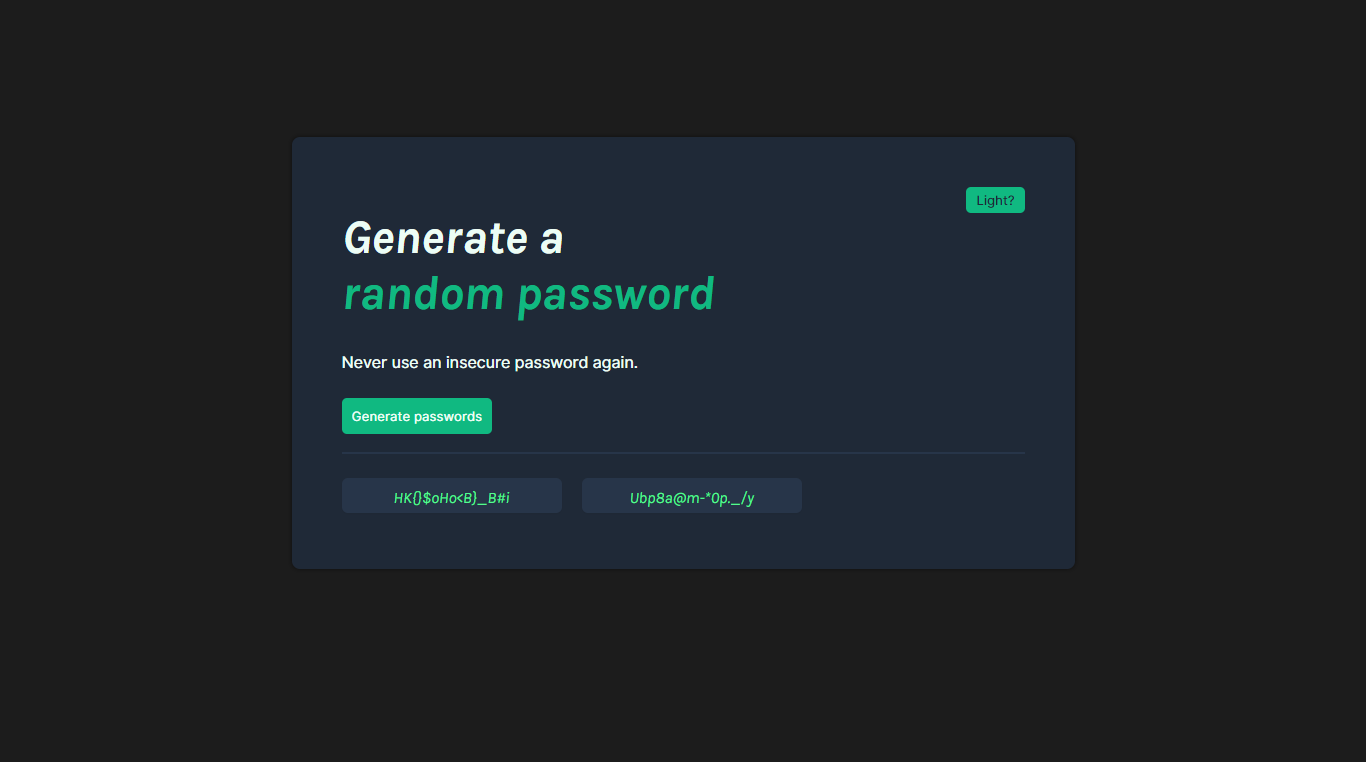 Light?
Generate a
random password
Never use an insecure password again.
Generate passwords
HK{)$oHo<B}_B#i
Ubp8a@m-*0p._/y